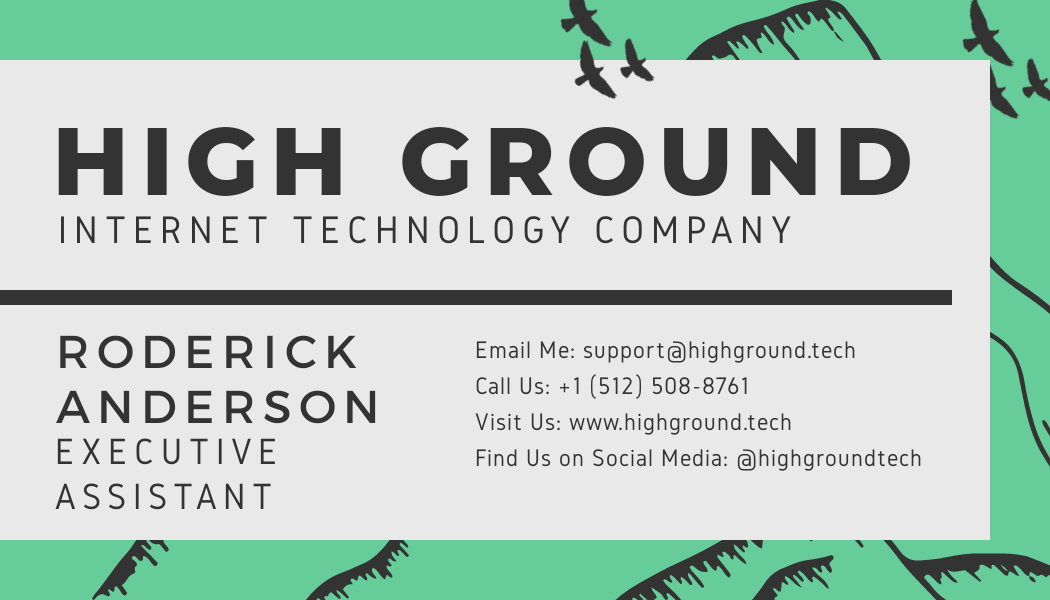 HIGH GROUND
INTERNET TECHNOLOGY COMPANY
RODERICK
ANDERSON
EXECUTIVE
ASSISTANT
Email Me: support@highground.tech
Call Us: +1 (512) 508-8761
Visit Us: www.highground.tech
Find Us on Social Media: @highgroundtech